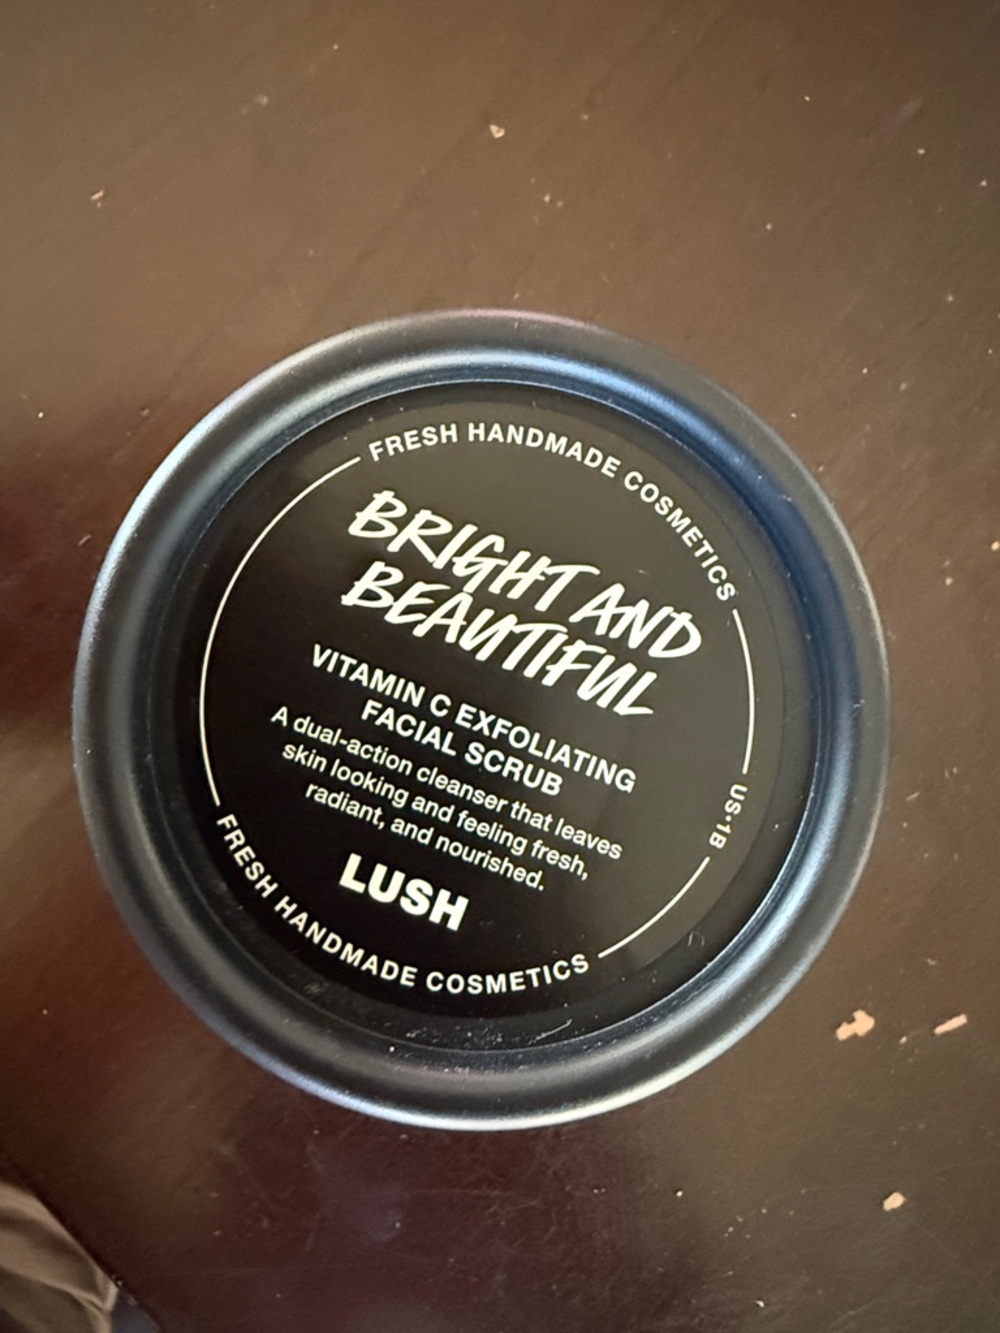 FRESH HANDMADE COSMETICS
BRIGHT AND
BEAUTIFUL
VITAMIN C EXFOLIATING
FACIAL SCRUB
A dual-action cleanser that leaves
skin looking and feeling fresh,
radiant, and nourished.
LUSH
US·1B
FRESH HANDMADE COSMETICS